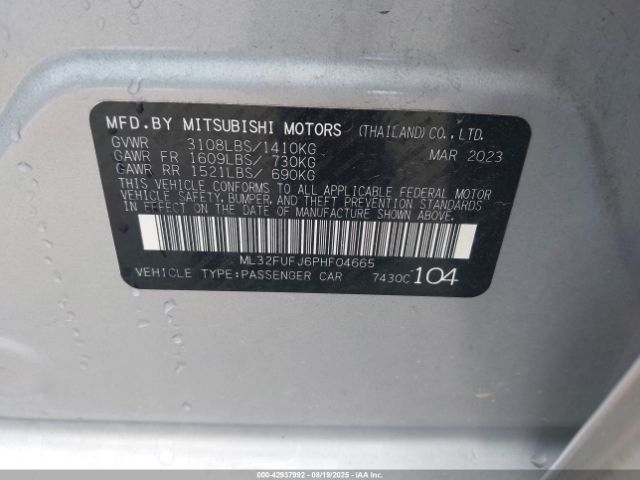 MFD.BY MITSUBISHI MOTORS (THAILAND)CO.,LTD.
GVWR 3108LBS/1410KG MAR 2023
GAWR FR 1609LBS/ 730KG
GAWR RR 1521LBS/ 690KG
THIS VEHICLE CONFORMS TO ALL APPLICABLE FEDERAL MOTOR
VEHICLE SAFETY, BUMPER, AND THEFT PREVENTION STANDARDS
IN EFFECT ON THE DATE OF MANUFACTURE SHOWN ABOVE.
ML32FUFJ6PHF04665
VEHICLE TYPE:PASSENGER CAR 7430C 104
000-42937992 - 08/19/2025 - IAAI.COM